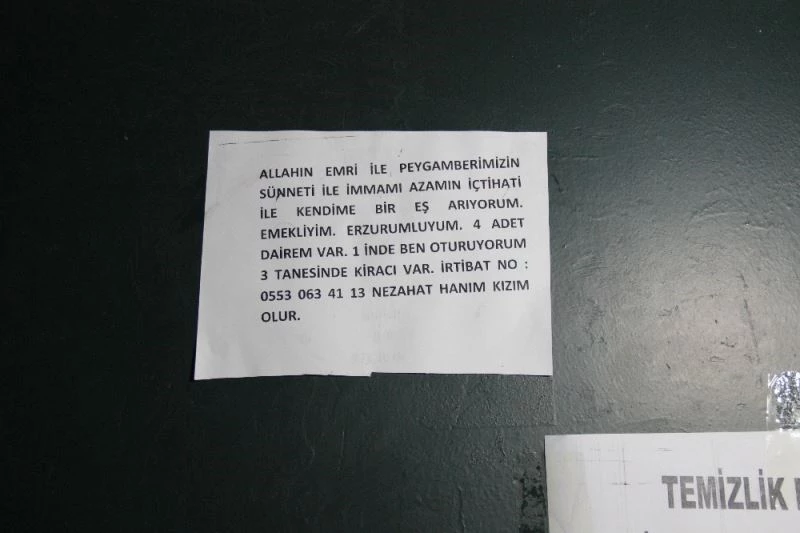 ALLAHIN EMRİ İLE PEYGAMBERİMİZİN
SÜNNETİ İLE İMMAMI AZAMIN İÇTİHATİ
İLE KENDİME BİR EŞ ARIYORUM.
EMEKLİYİM. ERZURUMLUYUM. 4 ADET
DAİREM VAR. 1 İNDE BEN OTURUYORUM
3 TANESİNDE KİRACI VAR. İRTİBAT NO :
0553 063 41 13 NEZAHAT HANIM KIZIM
OLUR.
TEMİZLİK